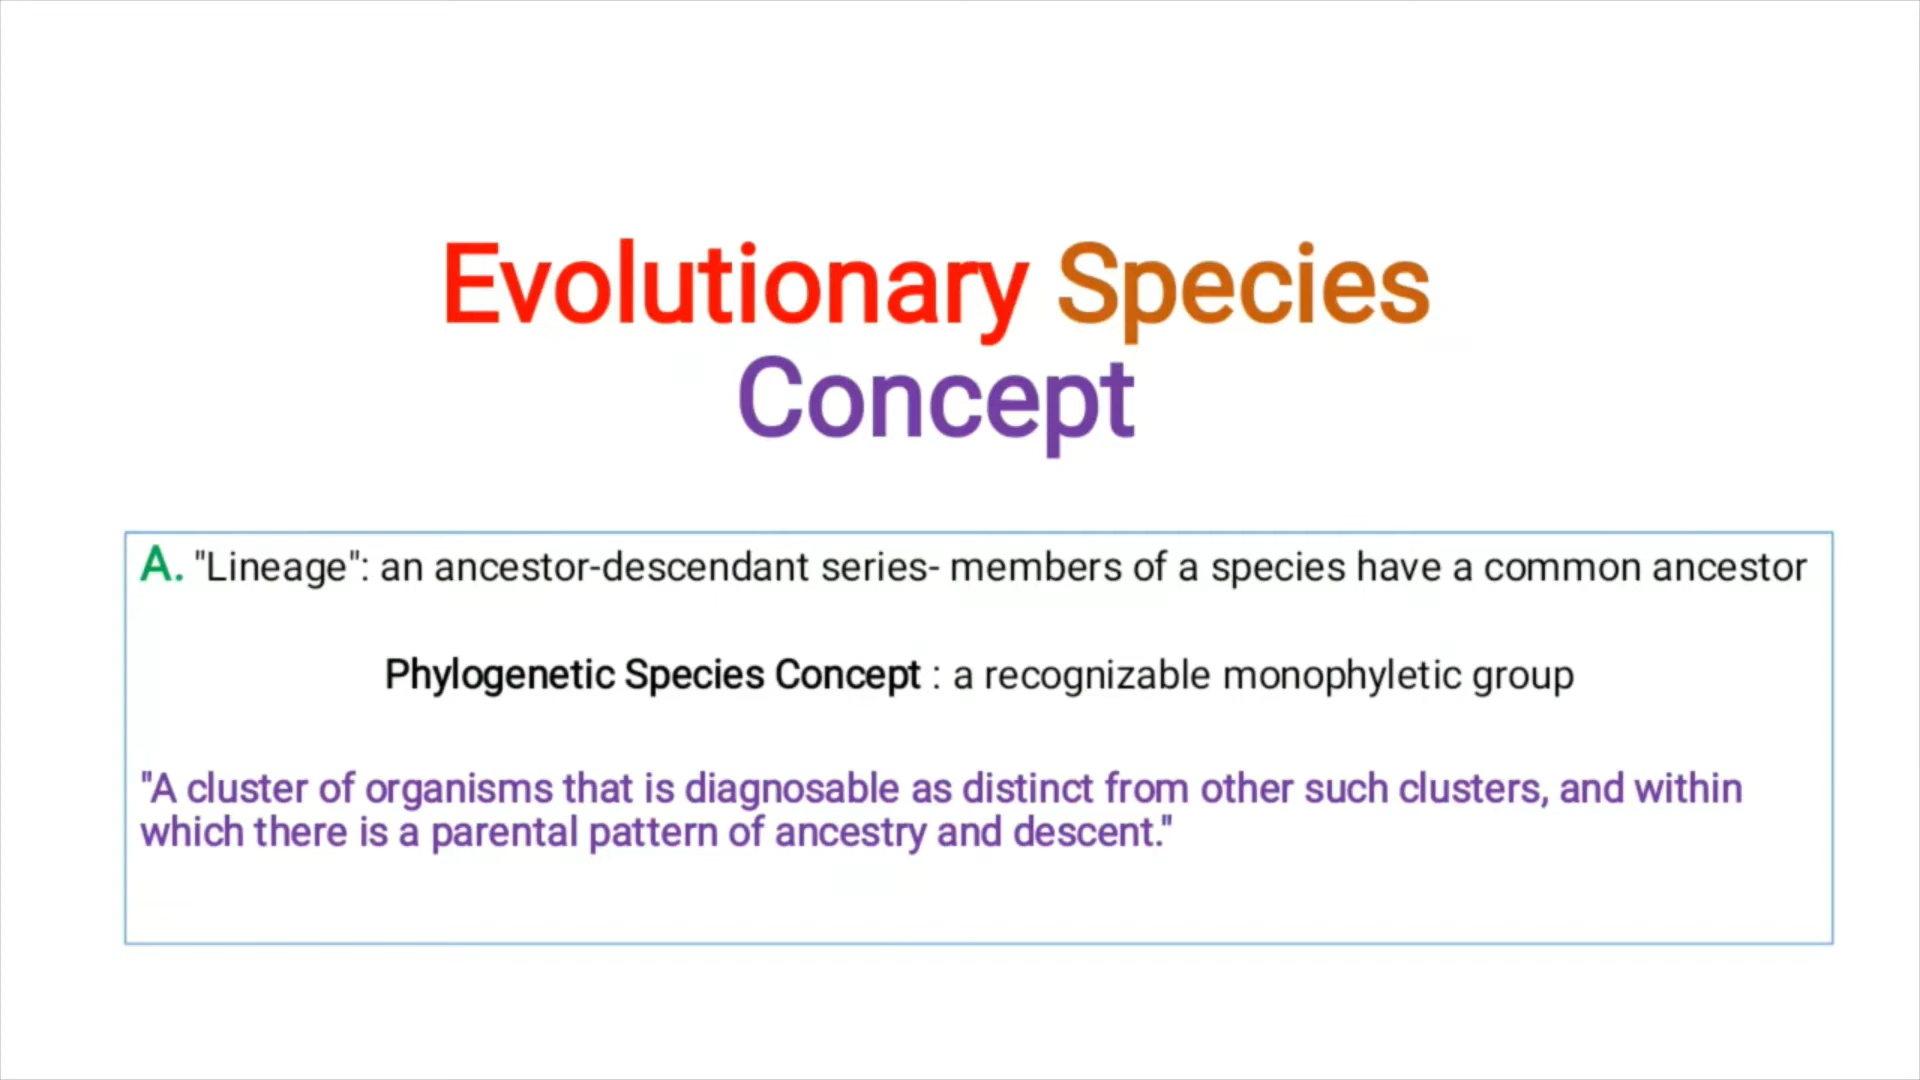 Evolutionary Species
Concept
A. "Lineage": an ancestor-descendant series- members of a species have a common ancestor
Phylogenetic Species Concept : a recognizable monophyletic group
"A cluster of organisms that is diagnosable as distinct from other such clusters, and within
which there is a parental pattern of ancestry and descent."